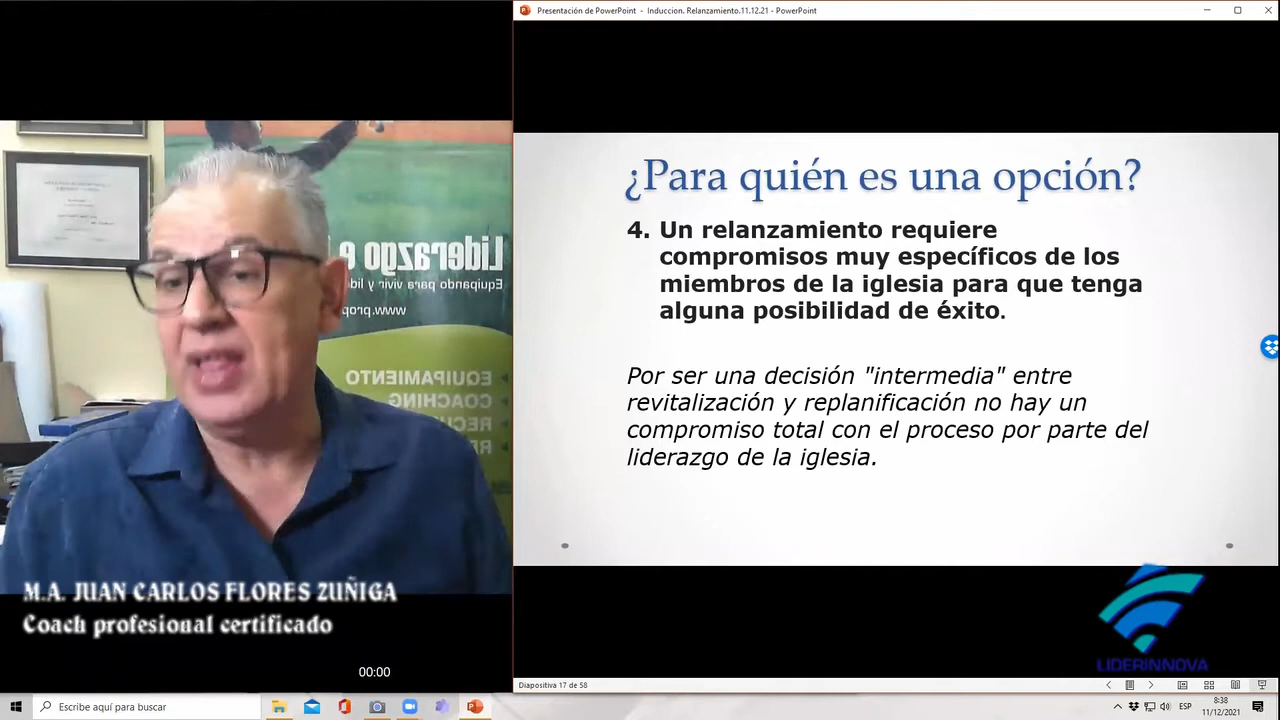 Presentación de PowerPoint - Induccion. Relanzamiento.11.12.21 - PowerPoint
¿Para quién es una opción?
4. Un relanzamiento requiere
compromisos muy específicos de los
miembros de la iglesia para que tenga
alguna posibilidad de éxito.
Por ser una decisión "intermedia" entre
revitalización y replanificación no hay un
compromiso total con el proceso por parte del
liderazgo de la iglesia.
Liderazgo e
Equipando para vivir y
www.prop
EQUIPAMIENTO
COACHING
M.A. JUAN CARLOS FLORES ZUÑIGA
Coach profesional certificado
00:00
LIDERINNOVA
Diapositiva 17 de 58
Escribe aquí para buscar
ESP
8:38
11/12/2021